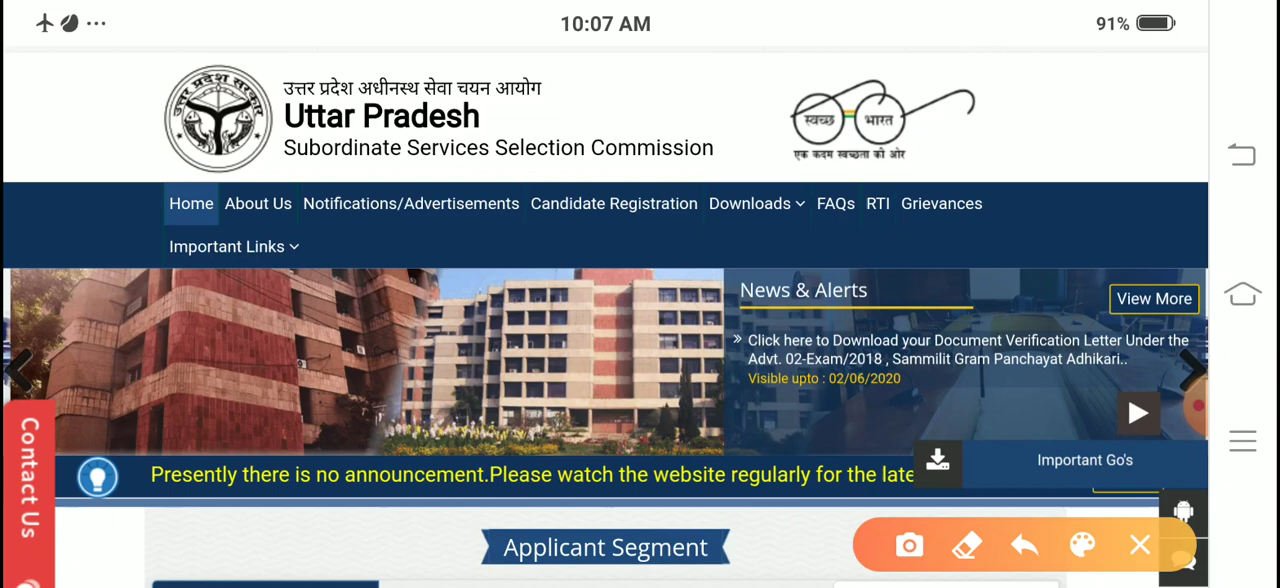 10:07 AM
91%
उत्तर प्रदेश सरकार
उत्तर प्रदेश अधीनस्थ सेवा चयन आयोग
Uttar Pradesh
Subordinate Services Selection Commission
स्वच्छ भारत
एक कदम स्वच्छता की ओर
Home About Us Notifications/Advertisements Candidate Registration Downloads FAQs RTI Grievances
Important Links
News & Alerts
View More
» Click here to Download your Document Verification Letter Under the
Advt. 02-Exam/2018 , Sammilit Gram Panchayat Adhikari..
Visible upto : 02/06/2020
Contact Us
Important Go's
Presently there is no announcement.Please watch the website regularly for the late
Applicant Segment